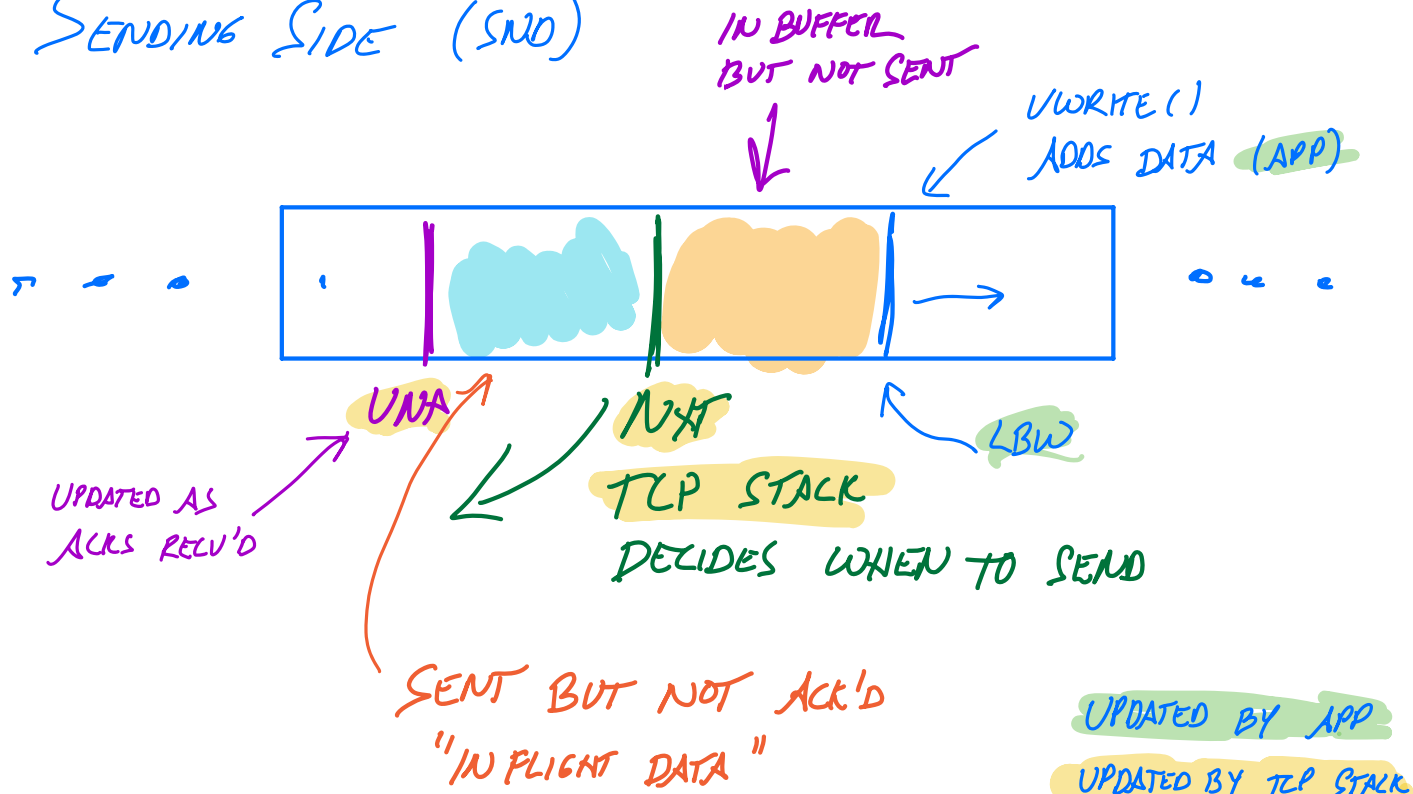 SENDING SIDE (SND)
IN BUFFER
BUT NOT SENT
VWRITE()
ADDS DATA (APP)
UNA
NXT
LBW
UPDATED AS
ACKS RECV'D
TCP STACK
DECIDES WHEN TO SEND
SENT BUT NOT ACK'D
"IN FLIGHT DATA"
UPDATED BY APP
UPDATED BY TCP STACK